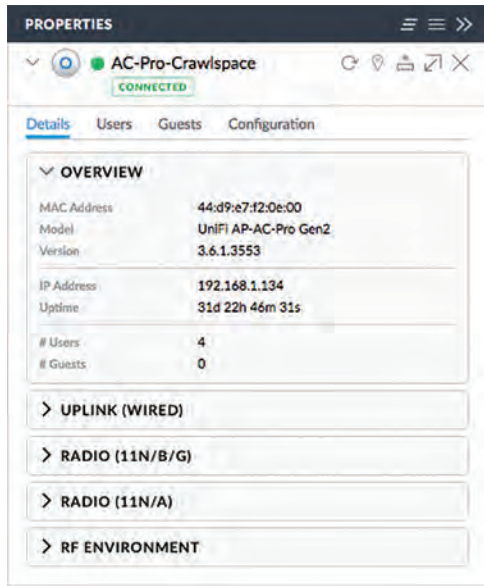 PROPERTIES
AC-Pro-Crawlspace
CONNECTED
Details Users Guests Configuration
OVERVIEW
MAC Address 44:d9:e7:f2:0e:00
Model UniFi AP-AC-Pro Gen2
Version 3.6.1.3553
IP Address 192.168.1.134
Uptime 31d 22h 46m 31s
# Users 4
# Guests 0
UPLINK (WIRED)
RADIO (11N/B/G)
RADIO (11N/A)
RF ENVIRONMENT